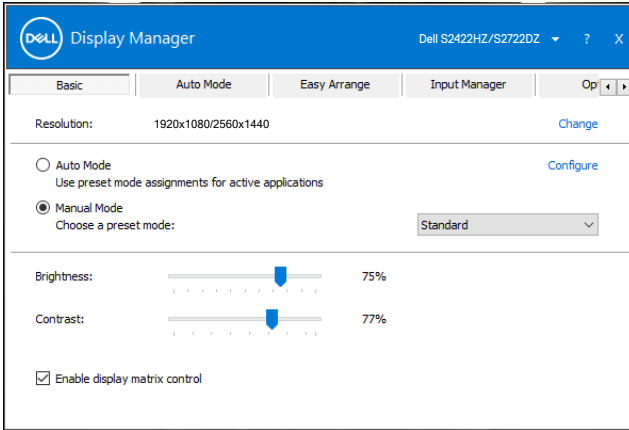 DELL Display Manager Dell S2422HZ/S2722DZ ? X
Basic Auto Mode Easy Arrange Input Manager Op
Resolution: 1920x1080/2560x1440 Change
Auto Mode Configure
Use preset mode assignments for active applications
Manual Mode
Choose a preset mode: Standard
Brightness: 75%
Contrast: 77%
Enable display matrix control